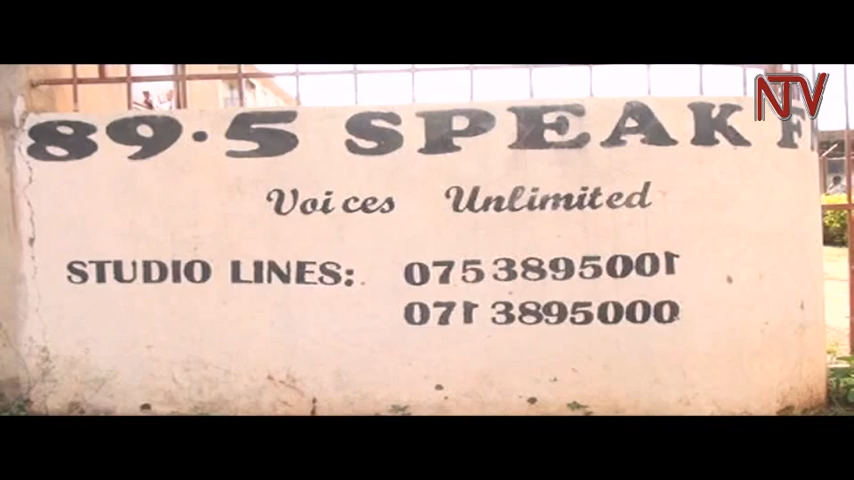 NTV
89.5 SPEAK F
Voices Unlimited
STUDIO LINES: 0753895001
0713895000